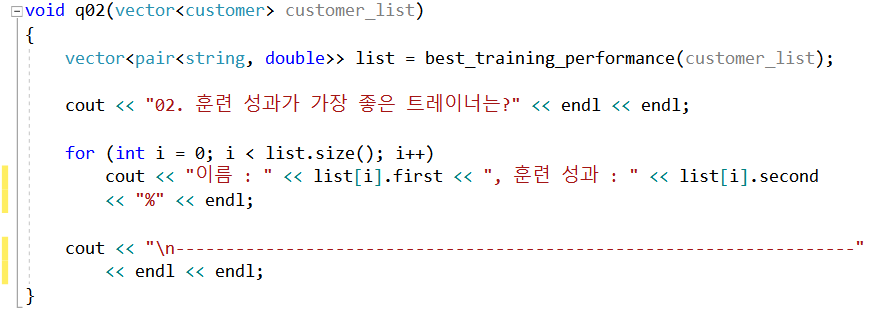 void q02(vector<customer> customer_list)
{
    vector<pair<string, double>> list = best_training_performance(customer_list);
    cout << "02. 훈련 성과가 가장 좋은 트레이너는?" << endl << endl;
    for (int i = 0; i < list.size(); i++)
        cout << "이름 : " << list[i].first << ", 훈련 성과 : " << list[i].second
        << "%" << endl;
    cout << "\n--------------------------------------------------------------------"
        << endl << endl;
}